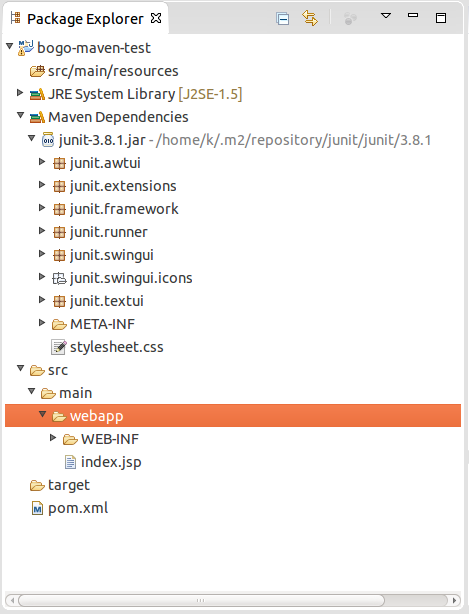 Package Explorer
bogo-maven-test
src/main/resources
JRE System Library [J2SE-1.5]
Maven Dependencies
junit-3.8.1.jar - /home/k/.m2/repository/junit/junit/3.8.1
junit.awtui
junit.extensions
junit.framework
junit.runner
junit.swingui
junit.swingui.icons
junit.textui
META-INF
stylesheet.css
src
main
webapp
WEB-INF
index.jsp
target
pom.xml